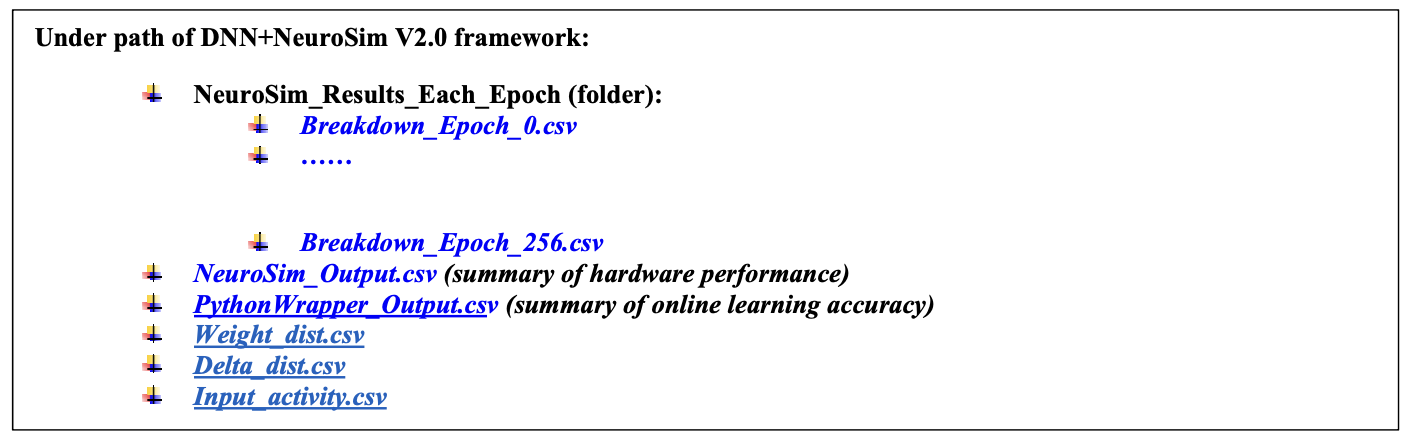 Under path of DNN+NeuroSim V2.0 framework:
NeuroSim_Results_Each_Epoch (folder):
Breakdown_Epoch_0.csv
……
Breakdown_Epoch_256.csv
NeuroSim_Output.csv (summary of hardware performance)
PythonWrapper_Output.csv (summary of online learning accuracy)
Weight_dist.csv
Delta_dist.csv
Input_activity.csv